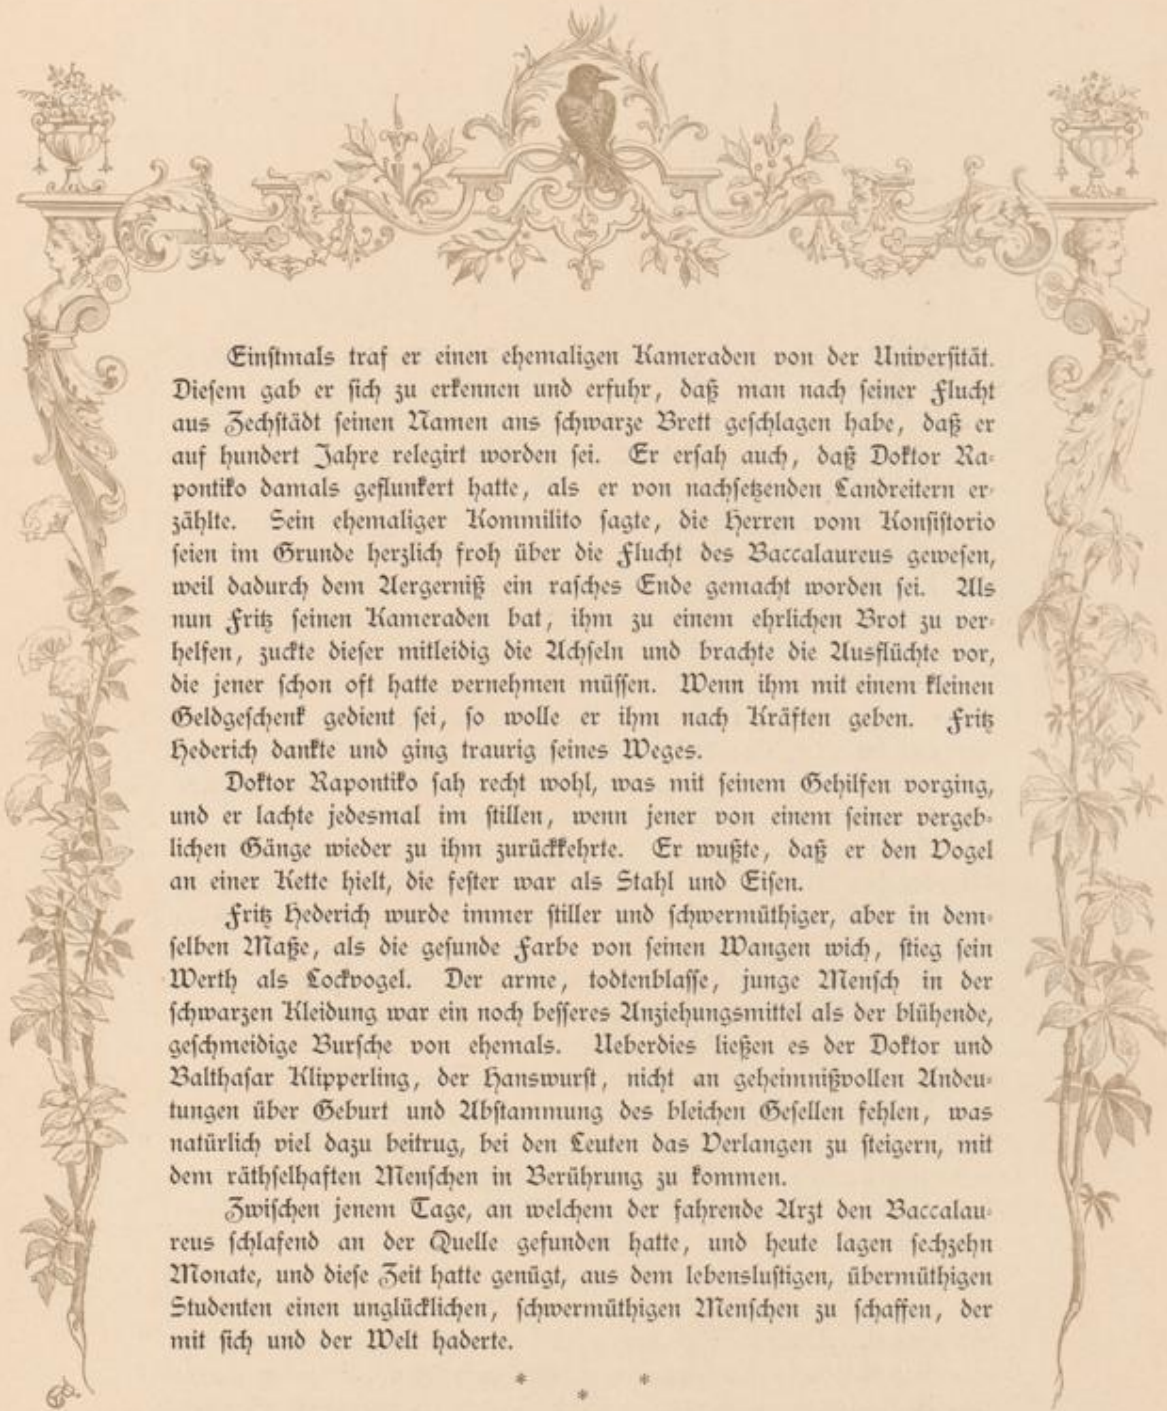 Einſtmals traf er einen ehemaligen Kameraden von der Univerſität.
Dieſem gab er ſich zu erkennen und erfuhr, daß man nach ſeiner Flucht
aus Zechſtädt ſeinen Namen ans ſchwarze Brett geſchlagen habe, daß er
auf hundert Jahre relegirt worden ſei. Er erſah auch, daß Doktor Ra-
pontiko damals geflunkert hatte, als er von nachſetzenden Landreitern er-
zählte. Sein ehemaliger Kommilito ſagte, die Herren vom Konſiſtorio
ſeien im Grunde herzlich froh über die Flucht des Baccalaureus geweſen,
weil dadurch dem Aergerniß ein raſches Ende gemacht worden ſei. Als
nun Fritz ſeinen Kameraden bat, ihm zu einem ehrlichen Brot zu ver-
helfen, zuckte dieſer mitleidig die Achſeln und brachte die Ausflüchte vor,
die jener ſchon oft hatte vernehmen müſſen. Wenn ihm mit einem kleinen
Geldgeſchenk gedient ſei, ſo wolle er ihm nach Kräften geben. Fritz
Hederich dankte und ging traurig ſeines Weges.
Doktor Rapontiko ſah recht wohl, was mit ſeinem Gehilfen vorging,
und er lachte jedesmal im ſtillen, wenn jener von einem ſeiner vergeb-
lichen Gänge wieder zu ihm zurückkehrte. Er wußte, daß er den Vogel
an einer Kette hielt, die feſter war als Stahl und Eiſen.
Fritz Hederich wurde immer ſtiller und ſchwermüthiger, aber in dem-
ſelben Maße, als die geſunde Farbe von ſeinen Wangen wich, ſtieg ſein
Werth als Lockvogel. Der arme, todtenblaſſe, junge Menſch in der
ſchwarzen Kleidung war ein noch beſſeres Anziehungsmittel als der blühende,
geſchmeidige Burſche von ehemals. Ueberdies ließen es der Doktor und
Balthaſar Klipperling, der Hanswurſt, nicht an geheimnißvollen Andeu-
tungen über Geburt und Abſtammung des bleichen Geſellen fehlen, was
natürlich viel dazu beitrug, bei den Leuten das Verlangen zu ſteigern, mit
dem räthſelhaften Menſchen in Berührung zu kommen.
Zwiſchen jenem Tage, an welchem der fahrende Arzt den Baccalau-
reus ſchlafend an der Quelle gefunden hatte, und heute lagen ſechzehn
Monate, und dieſe Zeit hatte genügt, aus dem lebensluſtigen, übermüthigen
Studenten einen unglücklichen, ſchwermüthigen Menſchen zu ſchaffen, der
mit ſich und der Welt haderte.
* * *